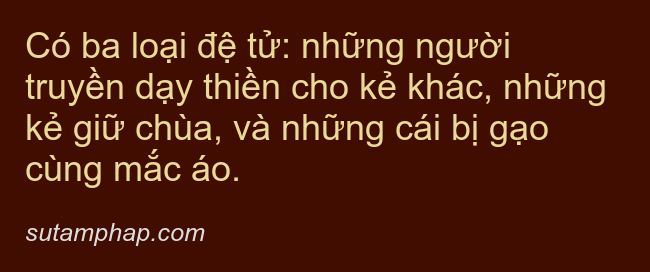 Có ba loại đệ tử: những người
truyền dạy thiền cho kẻ khác, những
kẻ giữ chùa, và những cái bị gạo
cùng mắc áo.
sutamphap.com